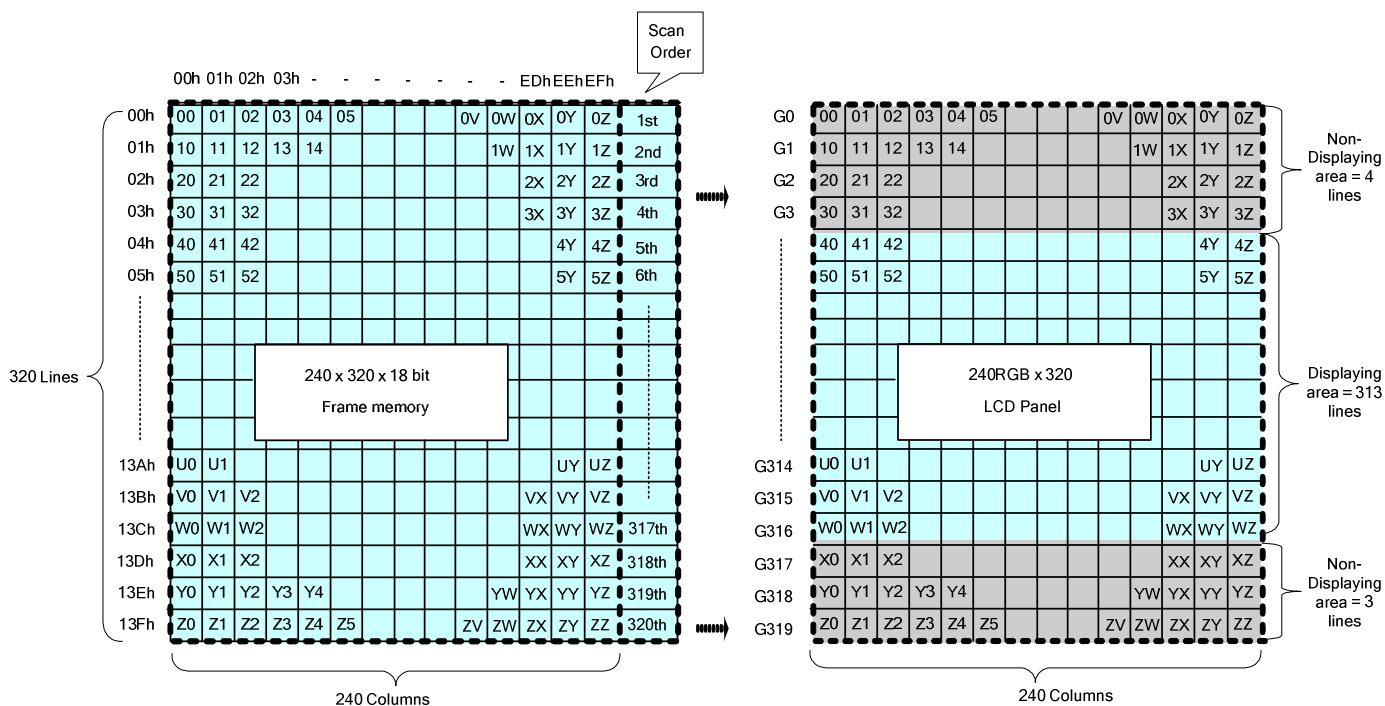 Scan
Order
00h 01h 02h 03h - - - - - - - EDh EEh EFh
00h 00 01 02 03 04 05 0V 0W 0X 0Y 0Z 1st
01h 10 11 12 13 14 1W 1X 1Y 1Z 2nd
02h 20 21 22 2X 2Y 2Z 3rd
03h 30 31 32 3X 3Y 3Z 4th
04h 40 41 42 4Y 4Z 5th
05h 50 51 52 5Y 5Z 6th
320 Lines
240 x 320 x 18 bit
Frame memory
13Ah U0 U1 UY UZ
13Bh V0 V1 V2 VX VY VZ
13Ch W0 W1 W2 WX WY WZ 317th
13Dh X0 X1 X2 XX XY XZ 318th
13Eh Y0 Y1 Y2 Y3 Y4 YW YX YY YZ 319th
13Fh Z0 Z1 Z2 Z3 Z4 Z5 ZV ZW ZX ZY ZZ 320th
240 Columns
G0 00 01 02 03 04 05 0V 0W 0X 0Y 0Z
G1 10 11 12 13 14 1W 1X 1Y 1Z
G2 20 21 22 2X 2Y 2Z
G3 30 31 32 3X 3Y 3Z
40 41 42 4Y 4Z
50 51 52 5Y 5Z
240RGB x 320
LCD Panel
G314 U0 U1 UY UZ
G315 V0 V1 V2 VX VY VZ
G316 W0 W1 W2 WX WY WZ
G317 X0 X1 X2 XX XY XZ
G318 Y0 Y1 Y2 Y3 Y4 YW YX YY YZ
G319 Z0 Z1 Z2 Z3 Z4 Z5 ZV ZW ZX ZY ZZ
240 Columns
Non-
Displaying
area = 4
lines
Displaying
area = 313
lines
Non-
Displaying
area = 3
lines